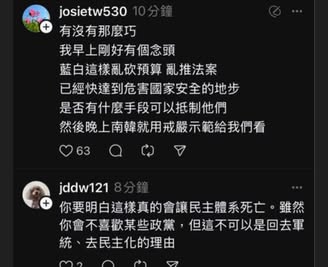 josietw530 10分鐘
有沒有那麼巧
我早上剛好有個念頭
藍白這樣亂砍預算 亂推法案
已經快達到危害國家安全的地步
是否有什麼手段可以抵制他們
然後晚上南韓就用戒嚴示範給我們看
63
jddw121 8分鐘
你要明白這樣真的會讓民主體系死亡。雖然
你會不喜歡某些政黨，但這不可以是回去軍
統、去民主化的理由
2